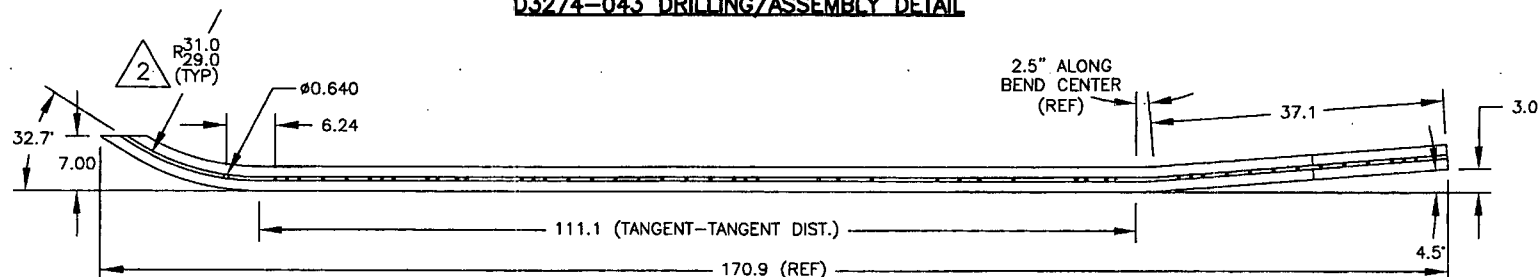 D3274-043 DRILLING/ASSEMBLY DETAIL
2
R31.0
29.0
(TYP)
ø0.640
6.24
2.5" ALONG
BEND CENTER
(REF)
37.1
3.0
32.7°
7.00
111.1 (TANGENT-TANGENT DIST.)
4.5°
170.9 (REF)